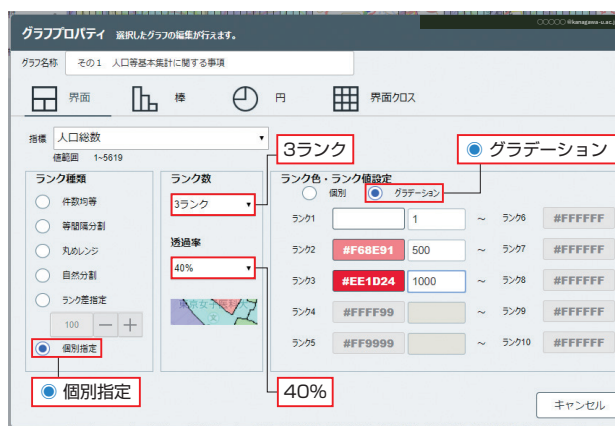 ○○○○○@kanagawa-u.ac.j
グラフプロパティ 選択したグラフの編集が行えます。
グラフ名称 その1 人口等基本集計に関する事項
界面 棒 円 界面クロス
指標 人口総数
値範囲 1~5619
3ランク
グラデーション
ランク種類
件数均等
等間隔分割
丸めレンジ
自然分割
ランク差指定
100 － ＋
個別指定
個別指定
ランク数
3ランク
透過率
40%
東京女子医科大
文
40%
ランク色・ランク値設定
個別 グラデーション
ランク1 1 ～ ランク6 #FFFFFF
ランク2 #F68E91 500 ～ ランク7 #FFFFFF
ランク3 #EE1D24 1000 ～ ランク8 #FFFFFF
ランク4 #FFFF99 ～ ランク9 #FFFFFF
ランク5 #FF9999 ～ ランク10 #FFFFFF
キャンセル